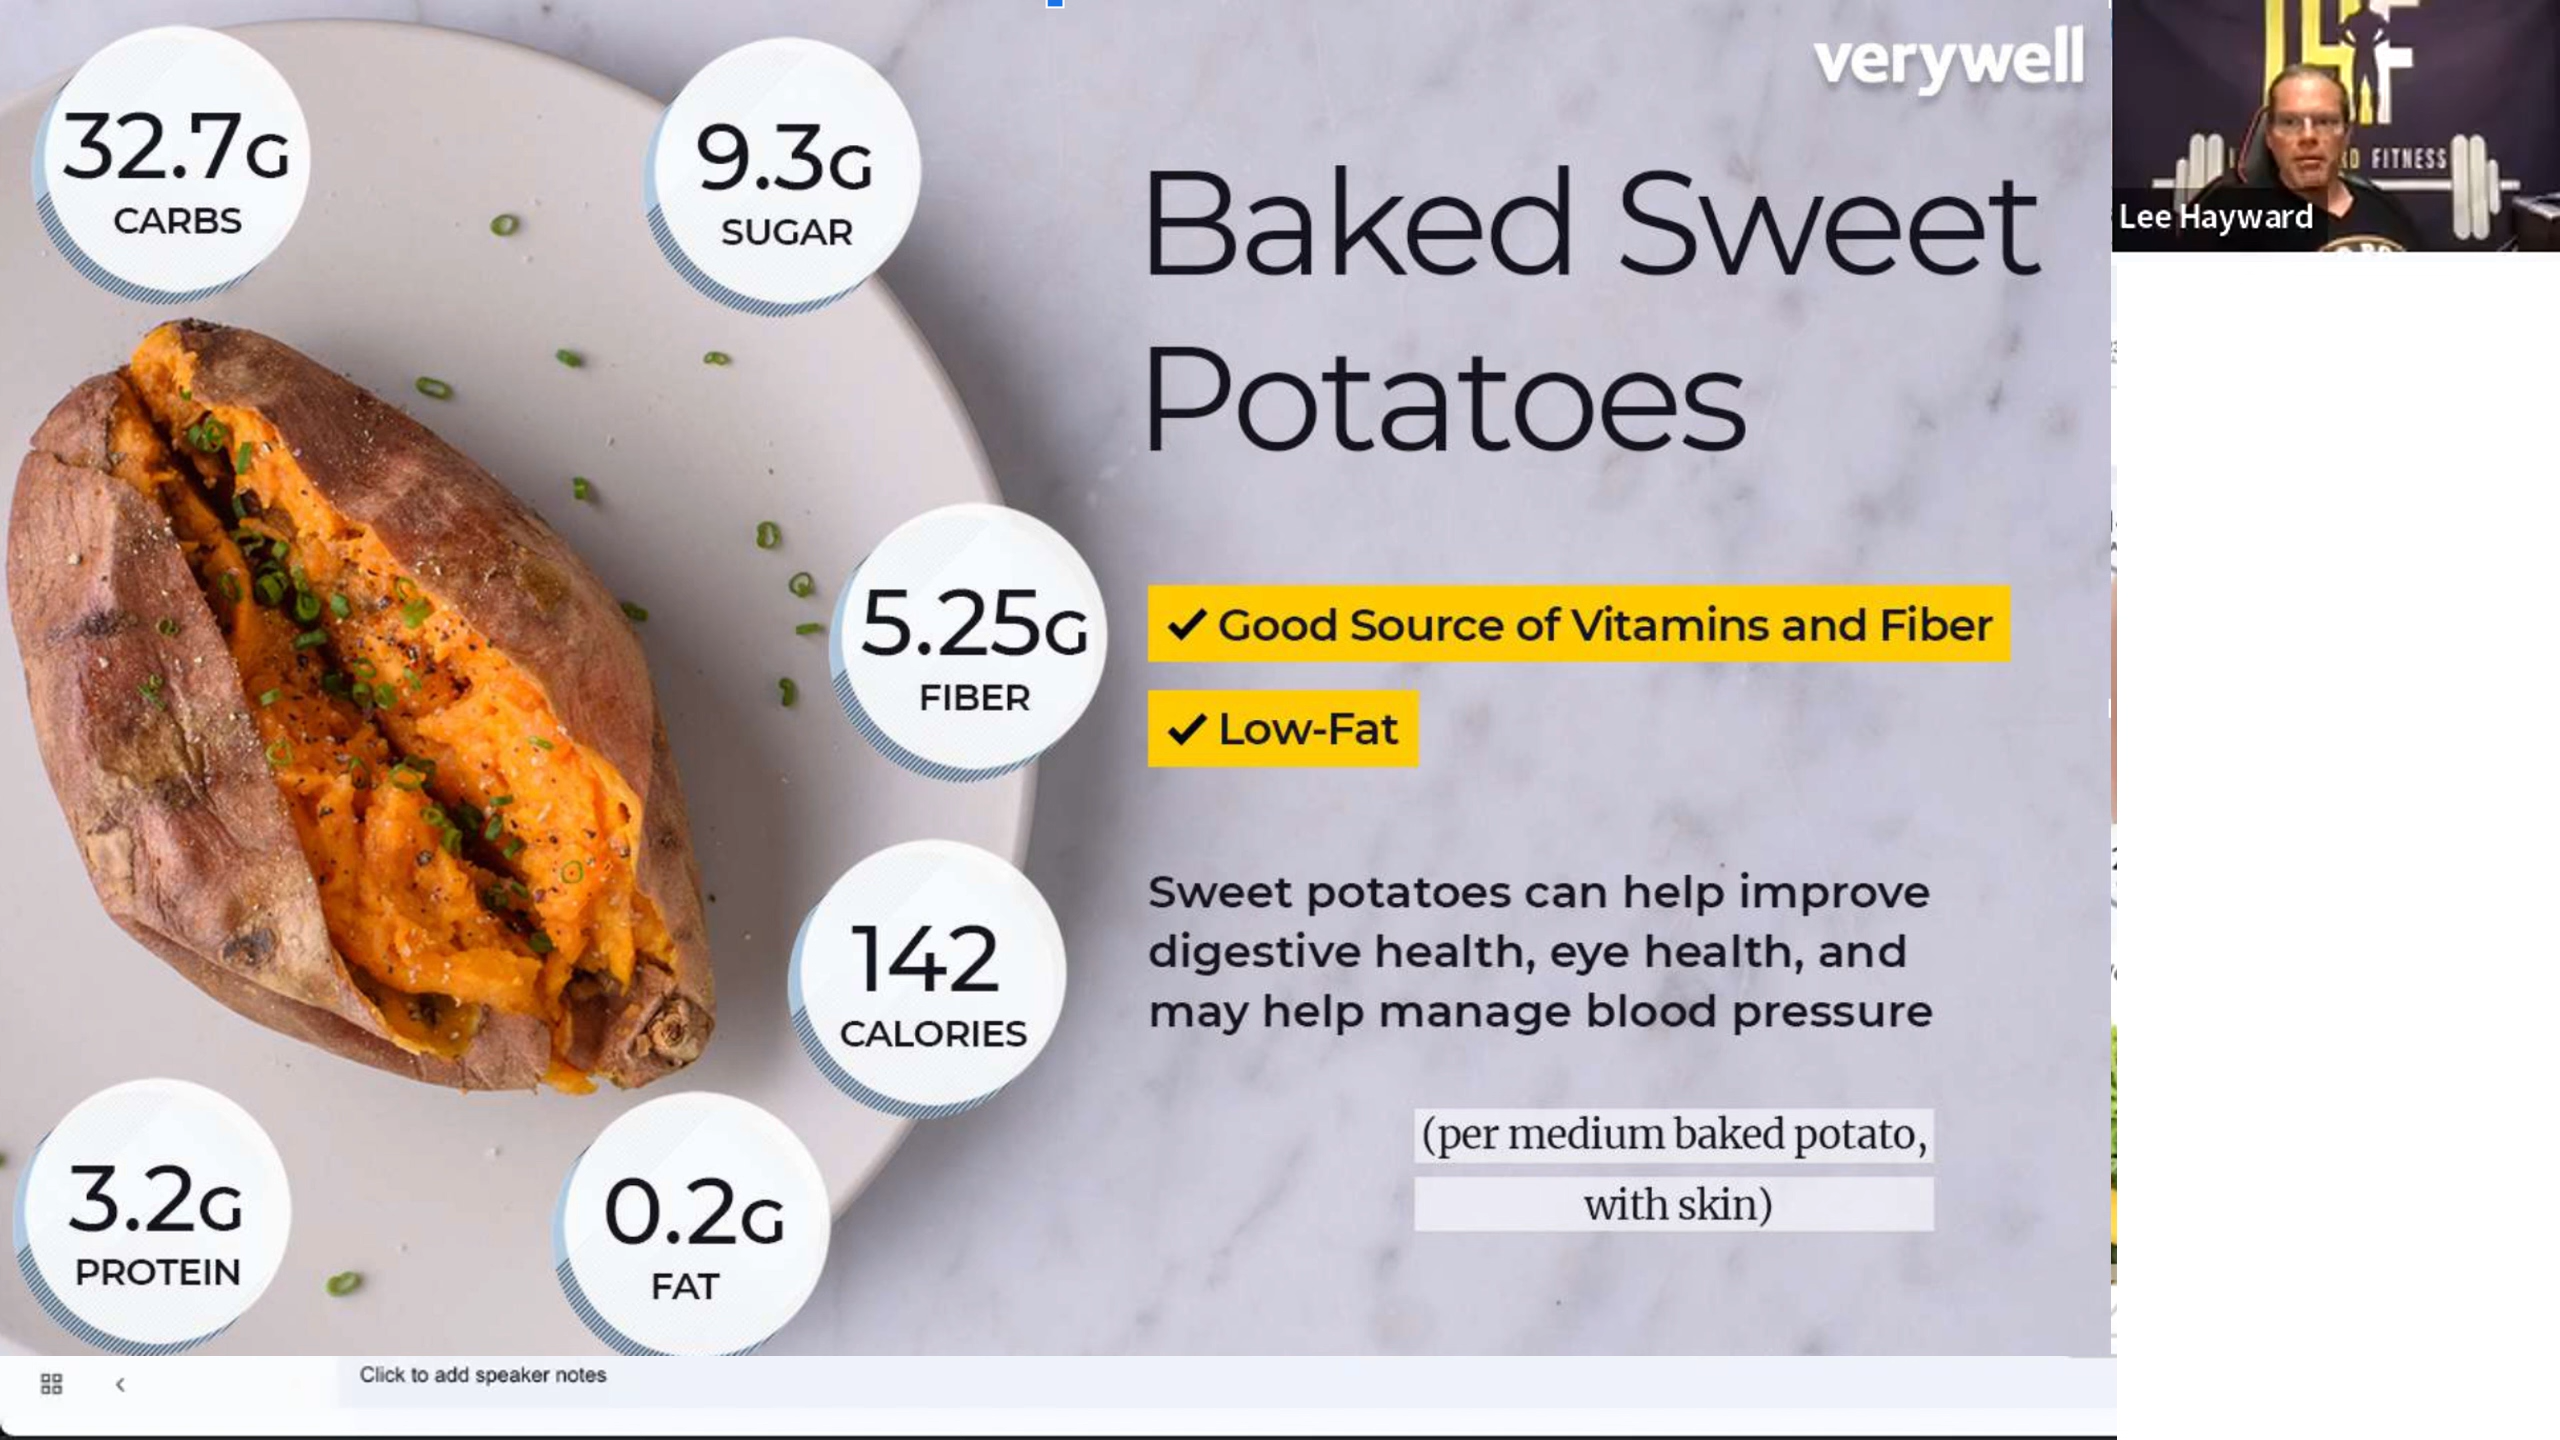 verywell
32.7G
CARBS
9.3G
SUGAR
Baked Sweet
Potatoes
5.25G
FIBER
✓ Good Source of Vitamins and Fiber
✓ Low-Fat
142
CALORIES
Sweet potatoes can help improve
digestive health, eye health, and
may help manage blood pressure
(per medium baked potato,
with skin)
3.2G
PROTEIN
0.2G
FAT
Click to add speaker notes
FITNESS
Lee Hayward